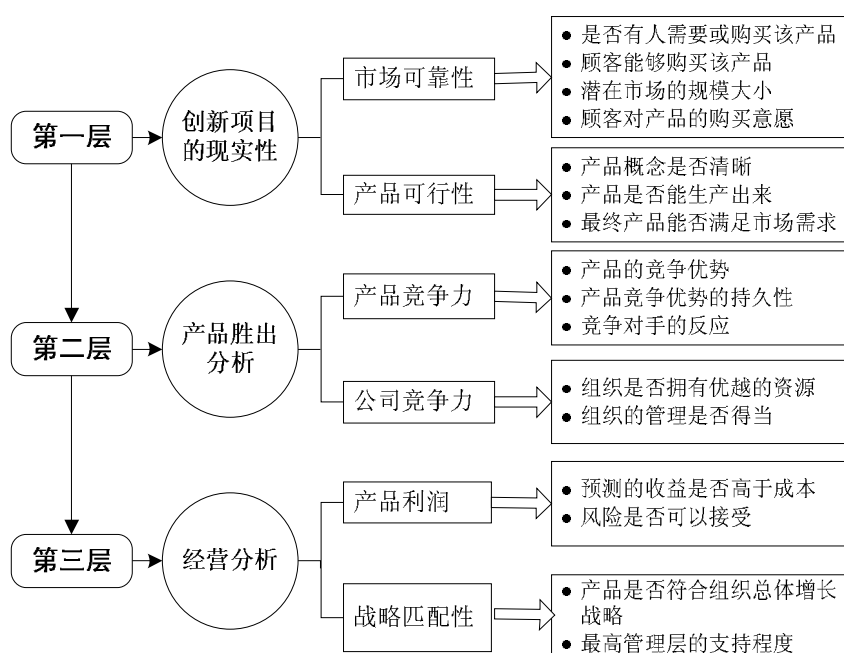 第一层
创新项目
的现实性
市场可靠性
● 是否有人需要或购买该产品
● 顾客能够购买该产品
● 潜在市场的规模大小
● 顾客对产品的购买意愿
产品可行性
● 产品概念是否清晰
● 产品是否能生产出来
● 最终产品能否满足市场需求
第二层
产品胜出
分析
产品竞争力
● 产品的竞争优势
● 产品竞争优势的持久性
● 竞争对手的反应
公司竞争力
● 组织是否拥有优越的资源
● 组织的管理是否得当
第三层
经营分析
产品利润
● 预测的收益是否高于成本
● 风险是否可以接受
战略匹配性
● 产品是否符合组织总体增长
战略
● 最高管理层的支持程度